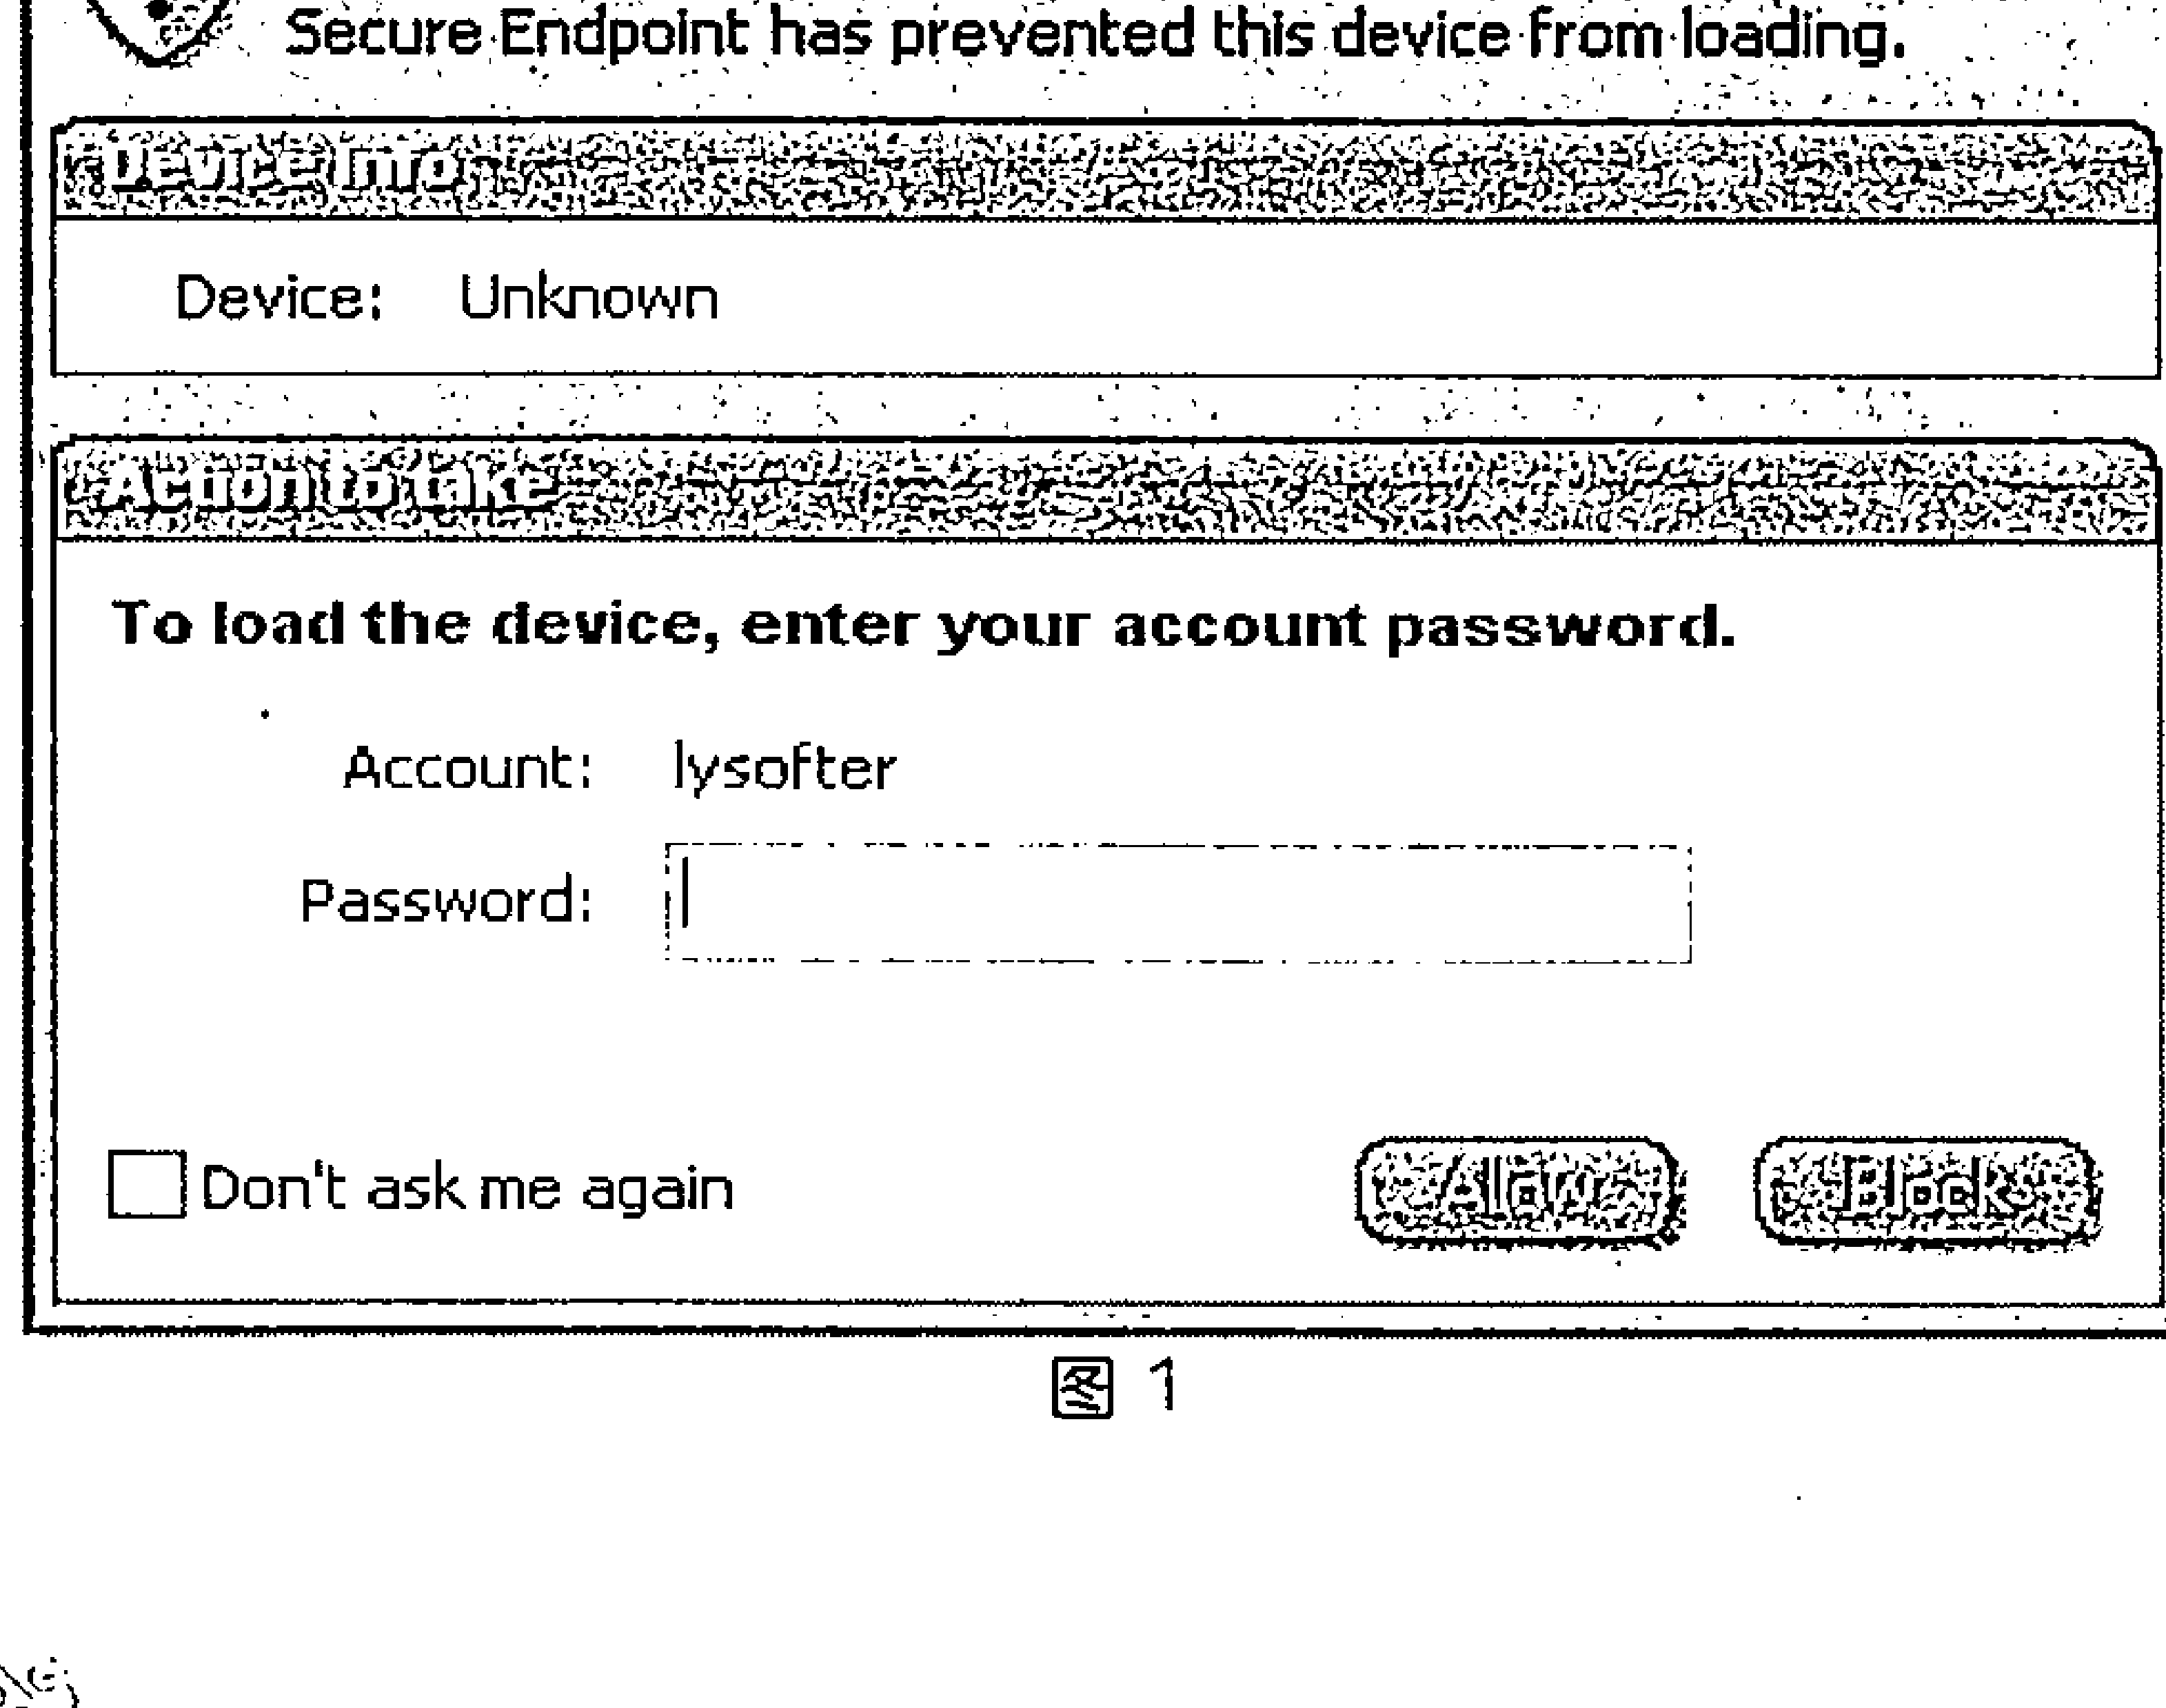 Secure Endpoint has prevented this device from loading.
Device Info
Device: Unknown
Action to take
To load the device, enter your account password.
Account: lysofter
Password:
Don't ask me again
Allow Block
图 1